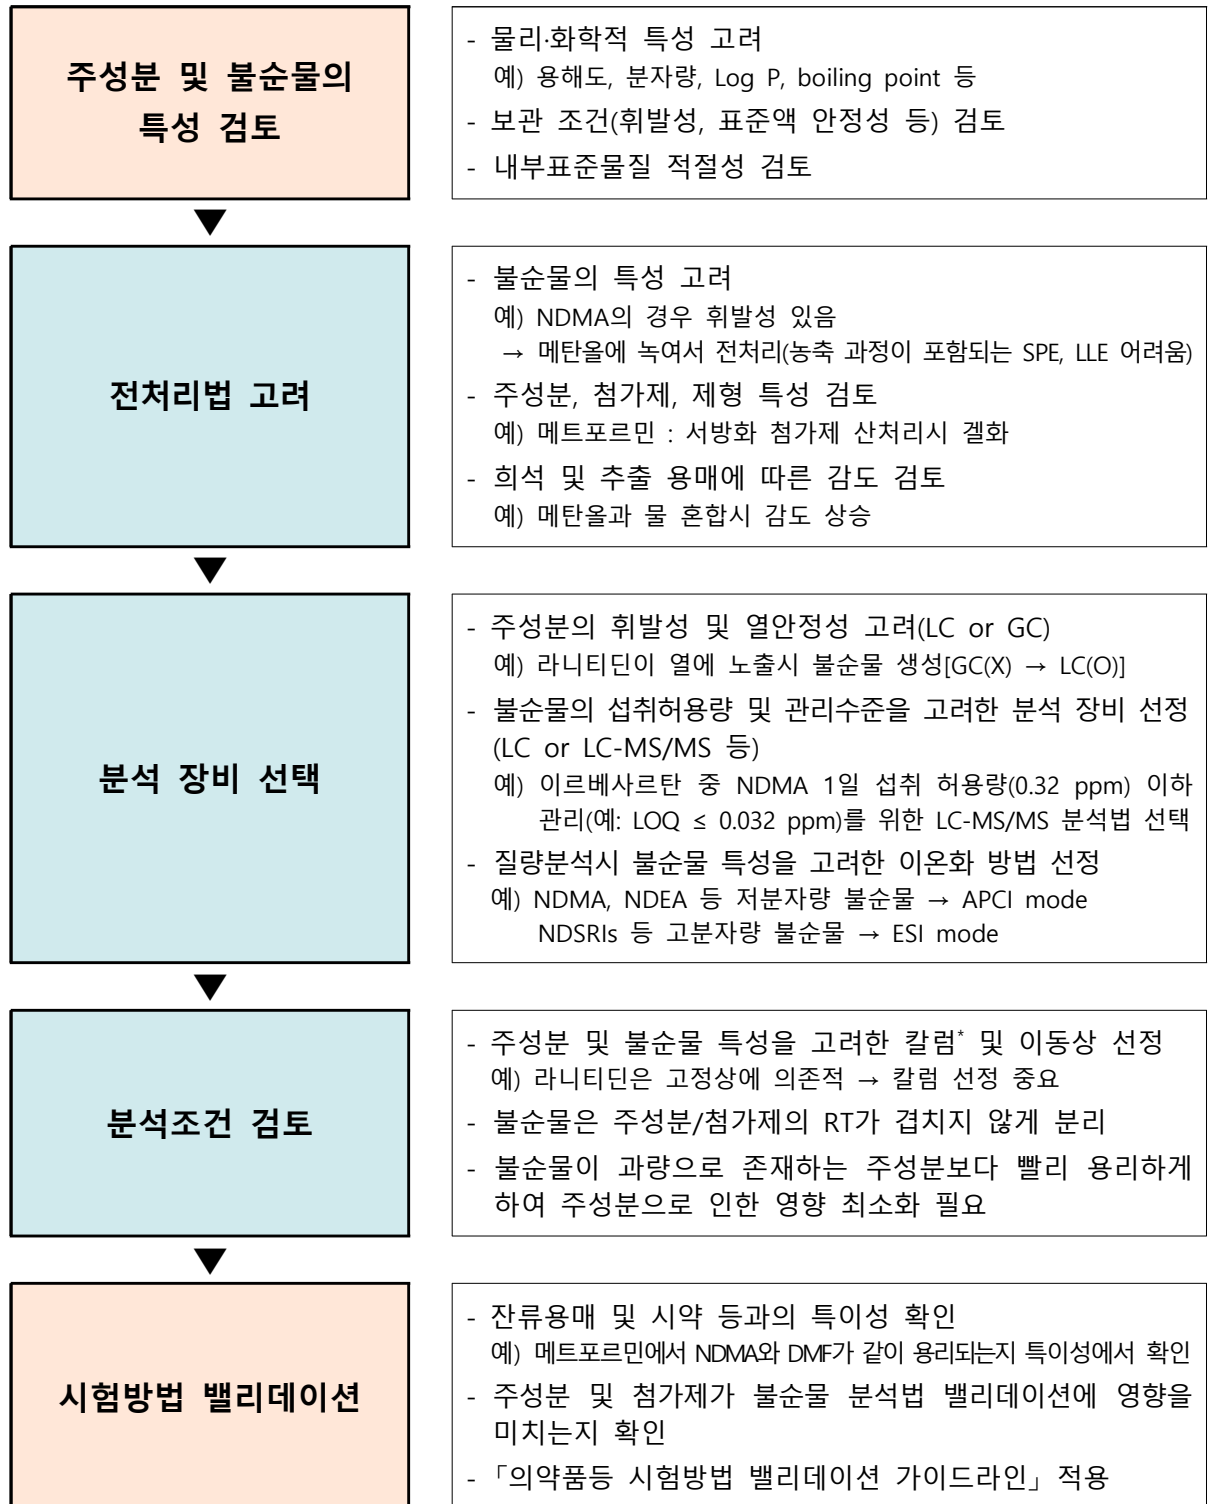 주성분 및 불순물의
특성 검토
- 물리·화학적 특성 고려
예) 용해도, 분자량, Log P, boiling point 등
- 보관 조건(휘발성, 표준액 안정성 등) 검토
- 내부표준물질 적절성 검토
▼
전처리법 고려
- 불순물의 특성 고려
예) NDMA의 경우 휘발성 있음
→ 메탄올에 녹여서 전처리(농축 과정이 포함되는 SPE, LLE 어려움)
- 주성분, 첨가제, 제형 특성 검토
예) 메트포르민 : 서방화 첨가제 산처리시 겔화
- 희석 및 추출 용매에 따른 감도 검토
예) 메탄올과 물 혼합시 감도 상승
▼
분석 장비 선택
- 주성분의 휘발성 및 열안정성 고려(LC or GC)
예) 라니티딘이 열에 노출시 불순물 생성[GC(X) → LC(O)]
- 불순물의 섭취허용량 및 관리수준을 고려한 분석 장비 선정
(LC or LC-MS/MS 등)
예) 이르베사르탄 중 NDMA 1일 섭취 허용량(0.32 ppm) 이하
관리(예: LOQ ≤ 0.032 ppm)를 위한 LC-MS/MS 분석법 선택
- 질량분석시 불순물 특성을 고려한 이온화 방법 선정
예) NDMA, NDEA 등 저분자량 불순물 → APCI mode
NDSRIs 등 고분자량 불순물 → ESI mode
▼
분석조건 검토
- 주성분 및 불순물 특성을 고려한 칼럼* 및 이동상 선정
예) 라니티딘은 고정상에 의존적 → 칼럼 선정 중요
- 불순물은 주성분/첨가제의 RT가 겹치지 않게 분리
- 불순물이 과량으로 존재하는 주성분보다 빨리 용리하게
하여 주성분으로 인한 영향 최소화 필요
▼
시험방법 밸리데이션
- 잔류용매 및 시약 등과의 특이성 확인
예) 메트포르민에서 NDMA와 DMF가 같이 용리되는지 특이성에서 확인
- 주성분 및 첨가제가 불순물 분석법 밸리데이션에 영향을
미치는지 확인
- 「의약품등 시험방법 밸리데이션 가이드라인」 적용